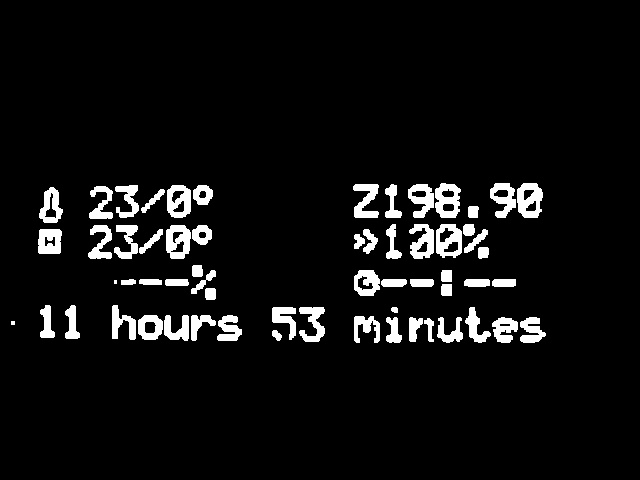 23/0° Z198.90
23/0° »100%
---% --:--
11 hours 53 minutes